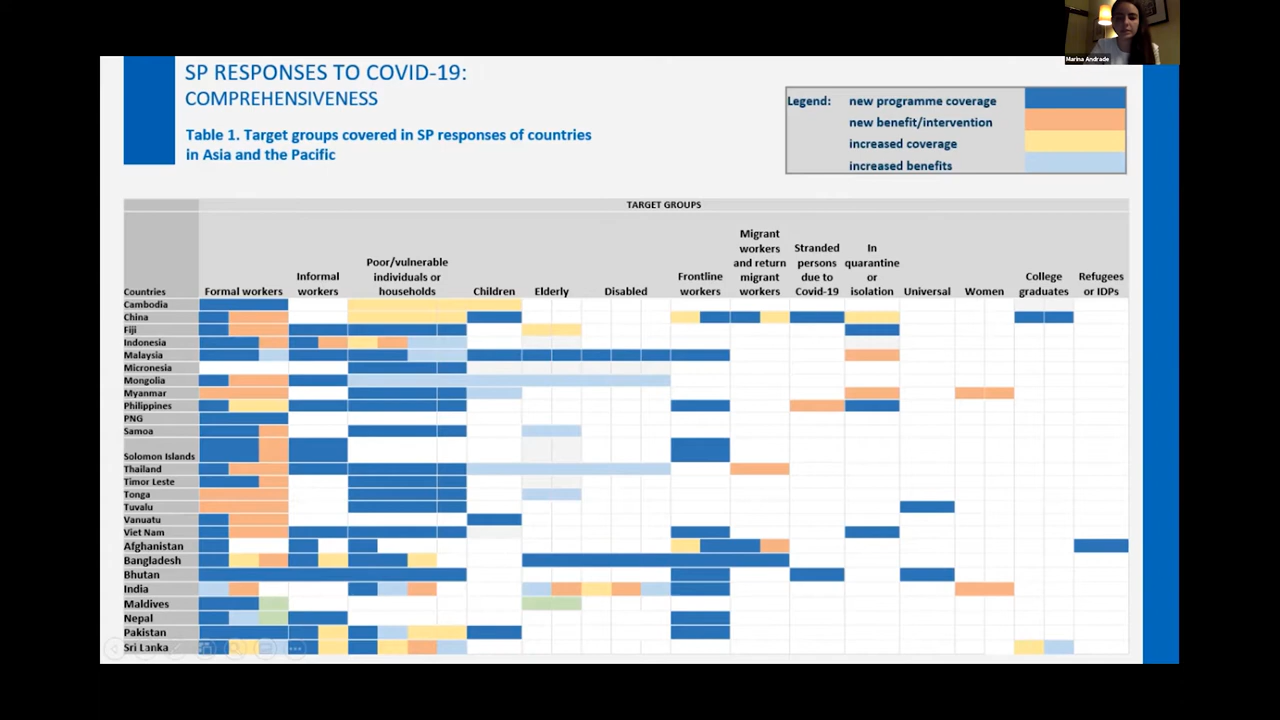 Marina Andrade
SP RESPONSES TO COVID-19:
COMPREHENSIVENESS
Table 1. Target groups covered in SP responses of countries
in Asia and the Pacific
Legend: new programme coverage
new benefit/intervention
increased coverage
increased benefits
TARGET GROUPS
Countries
Formal workers
Informal
workers
Poor/vulnerable
individuals or
households
Children
Elderly
Disabled
Frontline
workers
Migrant
workers
and return
migrant
workers
Stranded
persons
due to
Covid-19
In
quarantine
or
isolation
Universal
Women
College
graduates
Refugees
or IDPs
Cambodia
China
Fiji
Indonesia
Malaysia
Micronesia
Mongolia
Myanmar
Philippines
PNG
Samoa
Solomon Islands
Thailand
Timor Leste
Tonga
Tuvalu
Vanuatu
Viet Nam
Afghanistan
Bangladesh
Bhutan
India
Maldives
Nepal
Pakistan
Sri Lanka